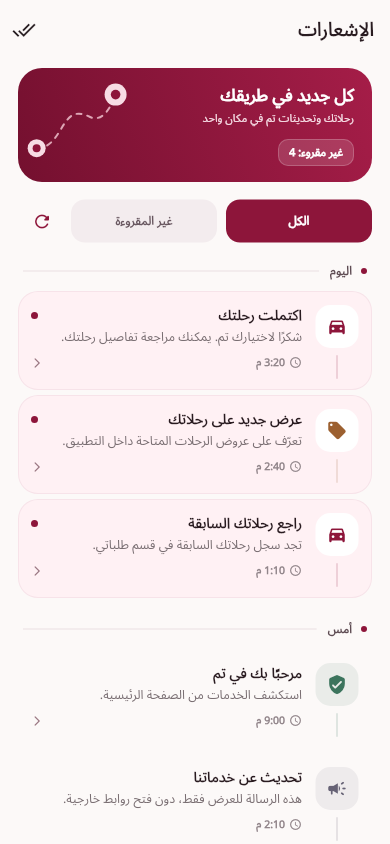 الإشعارات
كل جديد في طريقك
رحلاتك وتحديثات تم في مكان واحد
غير مقروء: 4
الكل
غير المقروءة
اليوم
اكتملت رحلتك
شكرًا لاختيارك تم. يمكنك مراجعة تفاصيل رحلتك.
3:20 م
عرض جديد على رحلاتك
تعرّف على عروض الرحلات المتاحة داخل التطبيق.
2:40 م
راجع رحلاتك السابقة
تجد سجل رحلاتك السابقة في قسم طلباتي.
1:10 م
أمس
مرحبًا بك في تم
استكشف الخدمات من الصفحة الرئيسية.
9:00 م
تحديث عن خدماتنا
هذه الرسالة للعرض فقط، دون فتح روابط خارجية.
2:10 م